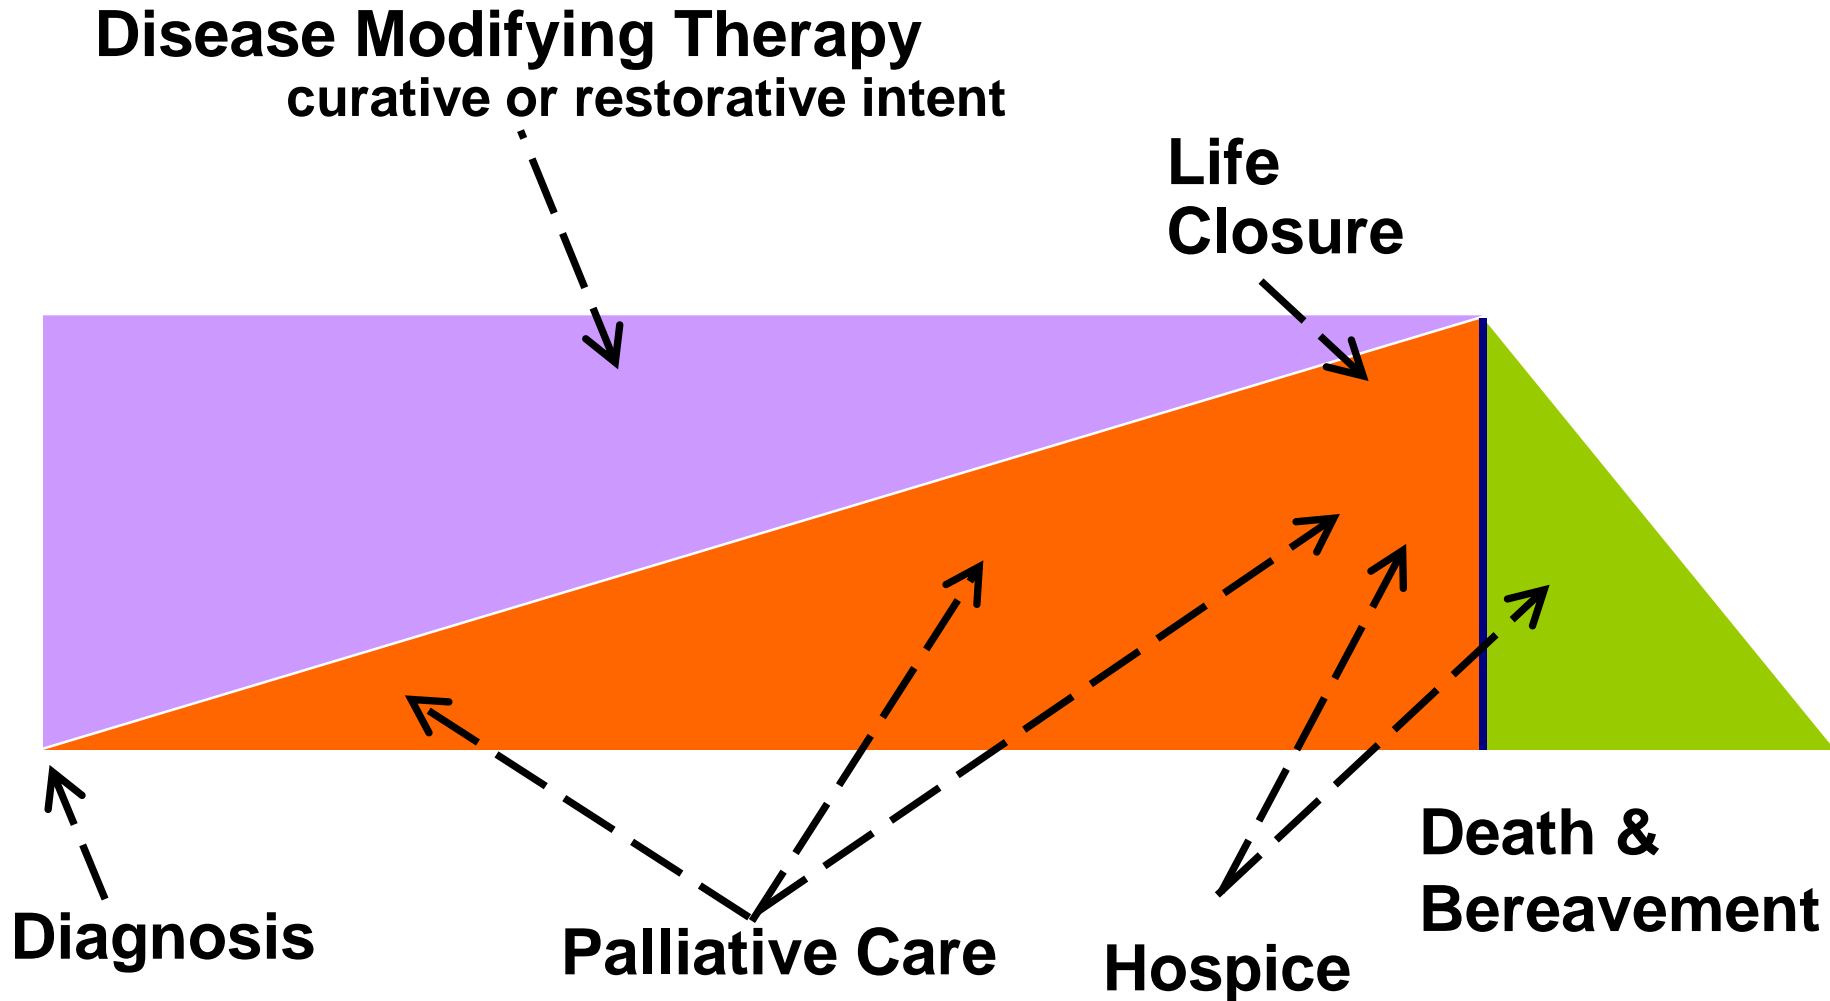 Disease Modifying Therapy
curative or restorative intent
Life
Closure
Diagnosis
Palliative Care
Hospice
Death &
Bereavement